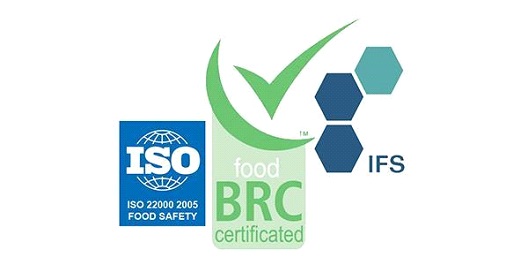 ISO
ISO 22000 2005
FOOD SAFETY
TM
food
BRC
certificated
IFS